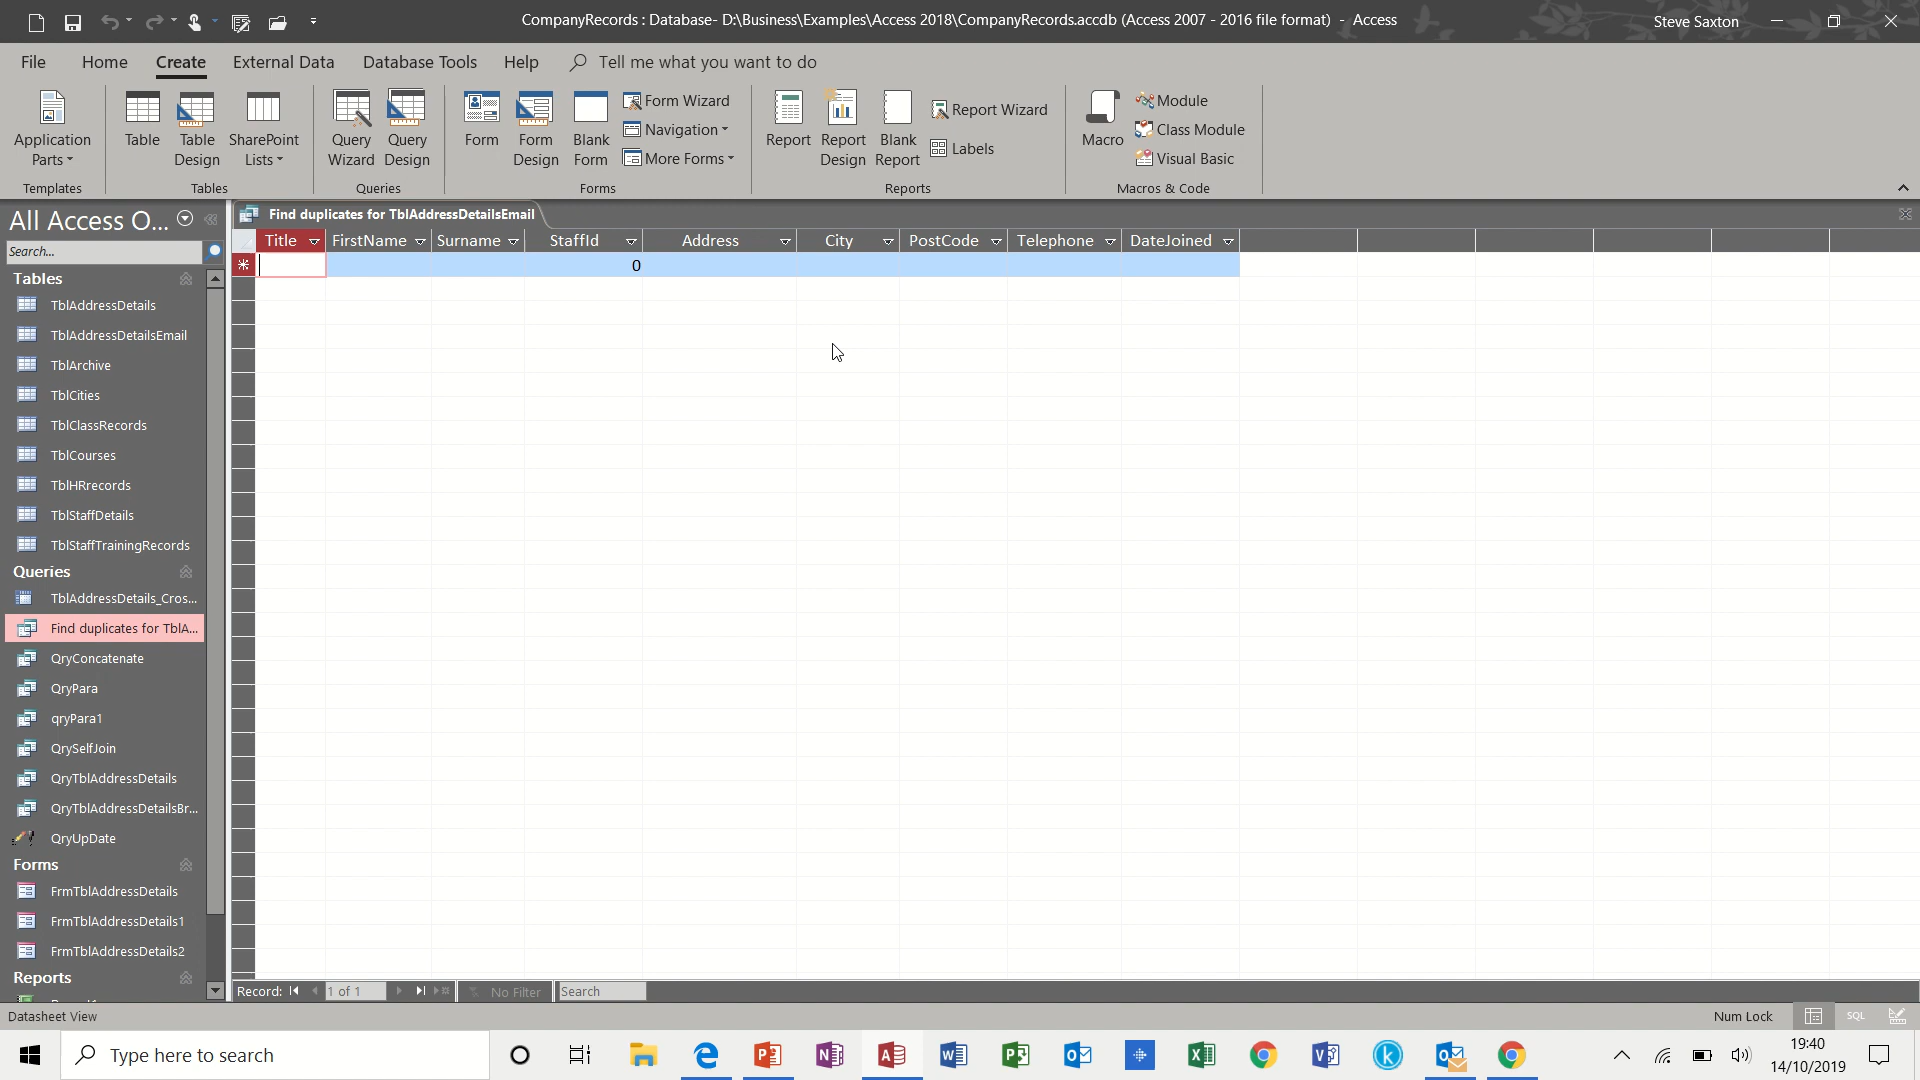 CompanyRecords : Database- D:\Business\Examples\Access 2018\CompanyRecords.accdb (Access 2007 - 2016 file format)  -  Access
Steve Saxton
File
Home
Create
External Data
Database Tools
Help
Tell me what you want to do
Application
Parts
Table
Table
Design
SharePoint
Lists
Query
Wizard
Query
Design
Form
Form
Design
Blank
Form
Form Wizard
Navigation
More Forms
Report
Report
Design
Blank
Report
Report Wizard
Labels
Macro
Module
Class Module
Visual Basic
Templates
Tables
Queries
Forms
Reports
Macros & Code
All Access O...
Search...
Tables
TblAddressDetails
TblAddressDetailsEmail
TblArchive
TblCities
TblClassRecords
TblCourses
TblHRrecords
TblStaffDetails
TblStaffTrainingRecords
Queries
TblAddressDetails_Cros...
Find duplicates for TblA...
QryConcatenate
QryPara
qryPara1
QrySelfJoin
QryTblAddressDetails
QryTblAddressDetailsBr...
QryUpDate
Forms
FrmTblAddressDetails
FrmTblAddressDetails1
FrmTblAddressDetails2
Reports
Find duplicates for TblAddressDetailsEmail
Title FirstName Surname StaffId Address City PostCode Telephone DateJoined
0
Record: 1 of 1 No Filter Search
Datasheet View
Num Lock
SQL
Type here to search
19:40
14/10/2019